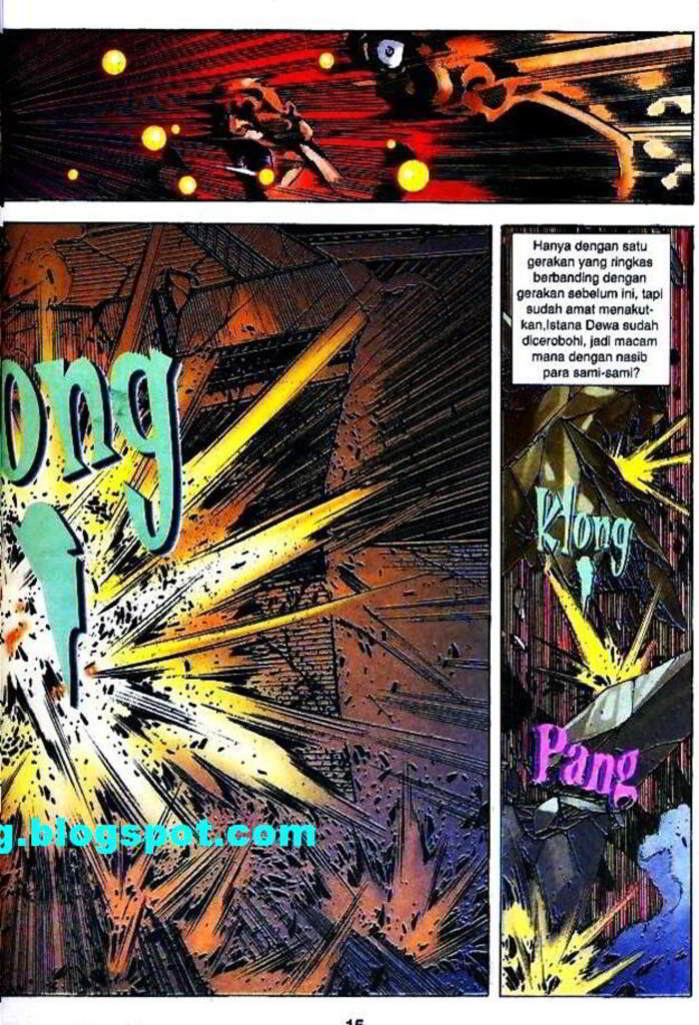 Hanya dengan satu
gerakan yang ringkas
berbanding dengan
gerakan sebelum ini, tapi
sudah amat menakut-
kan,Istana Dewa sudah
dicerobohi, jadi macam
mana dengan nasib
para sami-sami?
ong
!
Klong
!
Pang
g.blogspot.com
15